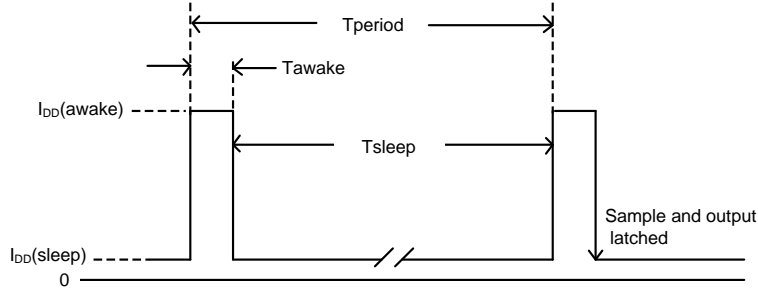 Tperiod
Tawake
IDD(awake)
Tsleep
Sample and output
latched
IDD(sleep)
0